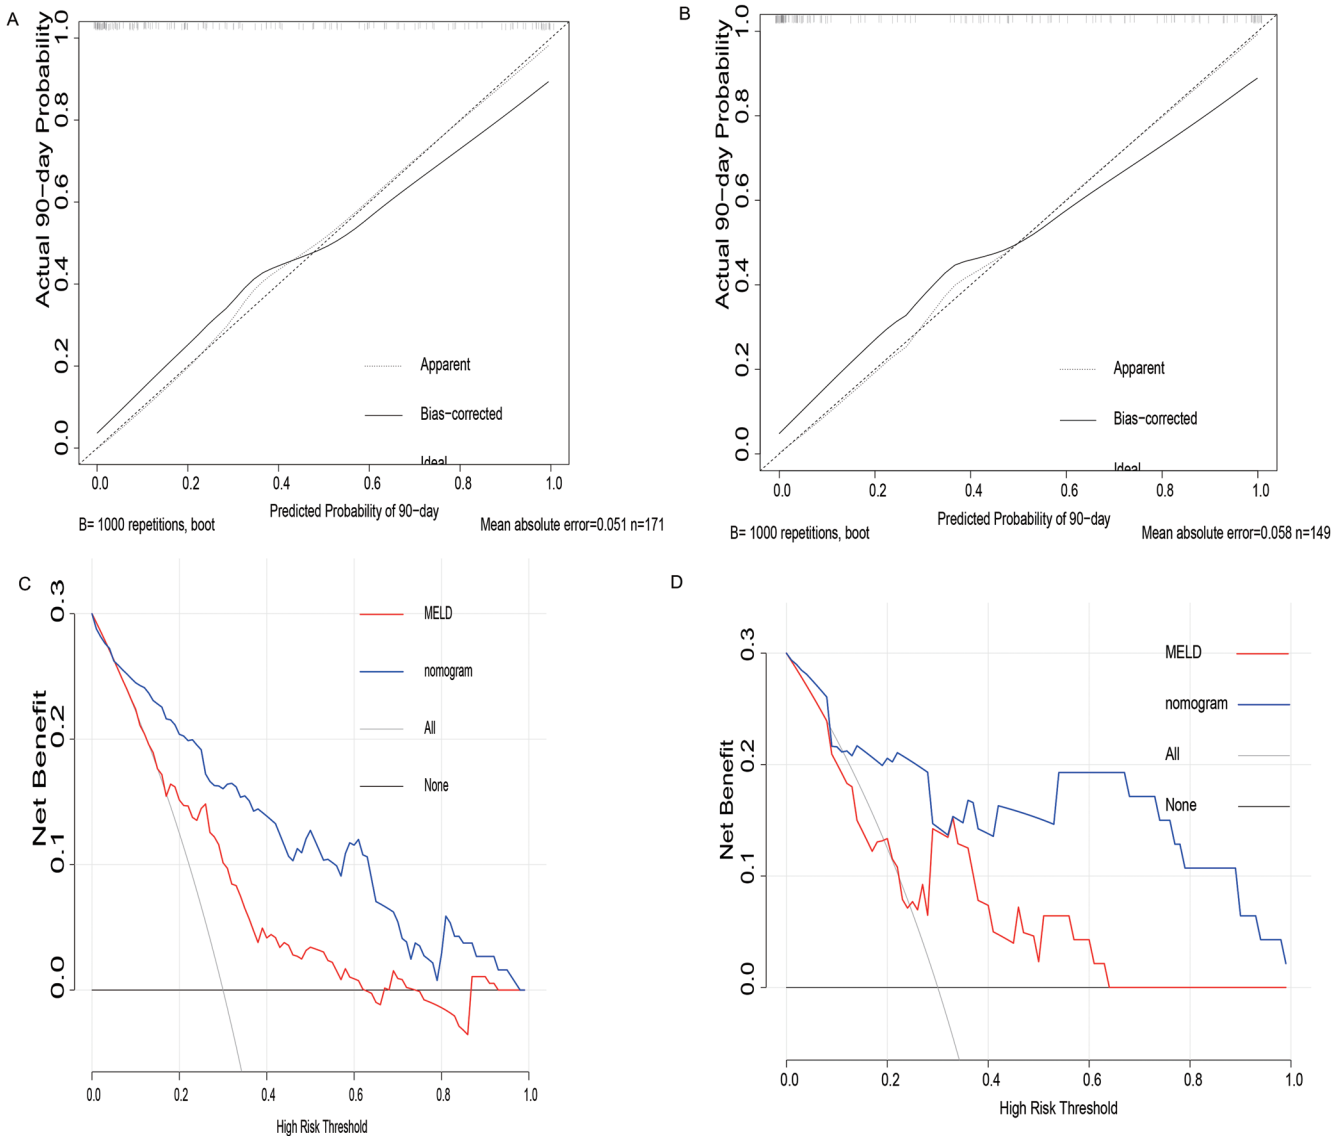 A
Actual 90−day Probability
0.0 0.2 0.4 0.6 0.8 1.0
Apparent
Bias−corrected
Ideal
0.0 0.2 0.4 0.6 0.8 1.0
Predicted Probability of 90−day
B= 1000 repetitions, boot
Mean absolute error=0.051 n=171
B
Actual 90−day Probability
0.0 0.2 0.4 0.6 0.8 1.0
Apparent
Bias−corrected
Ideal
0.0 0.2 0.4 0.6 0.8 1.0
Predicted Probability of 90−day
B= 1000 repetitions, boot
Mean absolute error=0.058 n=149
C
Net Benefit
0.0 0.1 0.2 0.3
MELD
nomogram
All
None
0.0 0.2 0.4 0.6 0.8 1.0
High Risk Threshold
D
Net Benefit
0.0 0.1 0.2 0.3
MELD
nomogram
All
None
0.0 0.2 0.4 0.6 0.8 1.0
High Risk Threshold